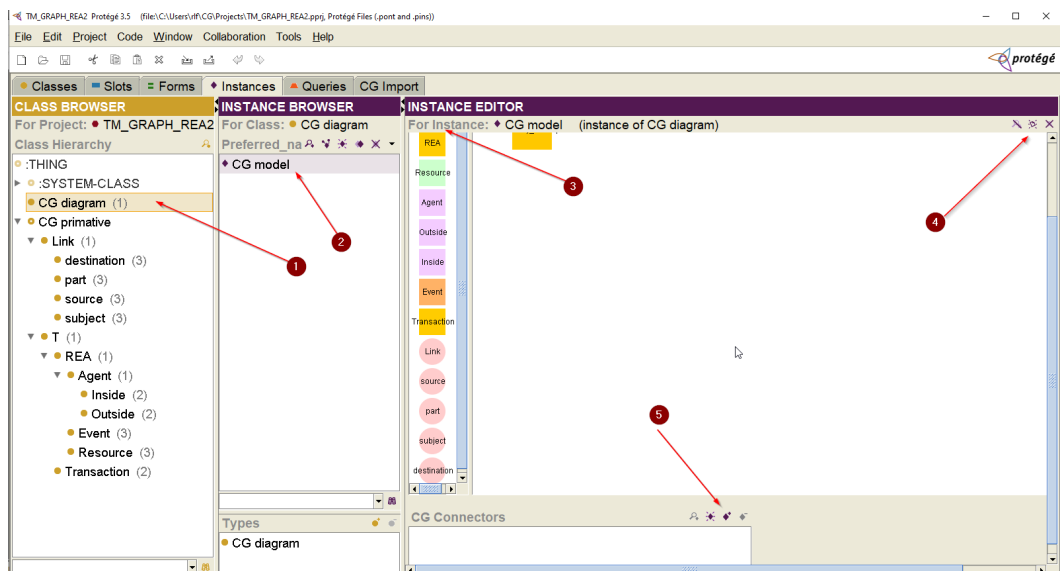 TM_GRAPH_REA2 Protégé 3.5 (file:\C:\Users\rlf\CG\Projects\TM_GRAPH_REA2.pprj, Protégé Files (.pont and .pins))
File Edit Project Code Window Collaboration Tools Help
protégé
Classes Slots Forms Instances Queries CG Import
CLASS BROWSER
For Project: TM_GRAPH_REA2
Class Hierarchy
:THING
:SYSTEM-CLASS
CG diagram (1)
CG primative
Link (1)
destination (3)
part (3)
source (3)
subject (3)
T (1)
REA (1)
Agent (1)
Inside (2)
Outside (2)
Event (3)
Resource (3)
Transaction (2)
1
INSTANCE BROWSER
For Class: CG diagram
Preferred_na
CG model
2
Types
CG diagram
INSTANCE EDITOR
For Instance: CG model (instance of CG diagram)
REA
Resource
Agent
Outside
Inside
Event
Transaction
Link
source
part
subject
destination
3
4
5
CG Connectors